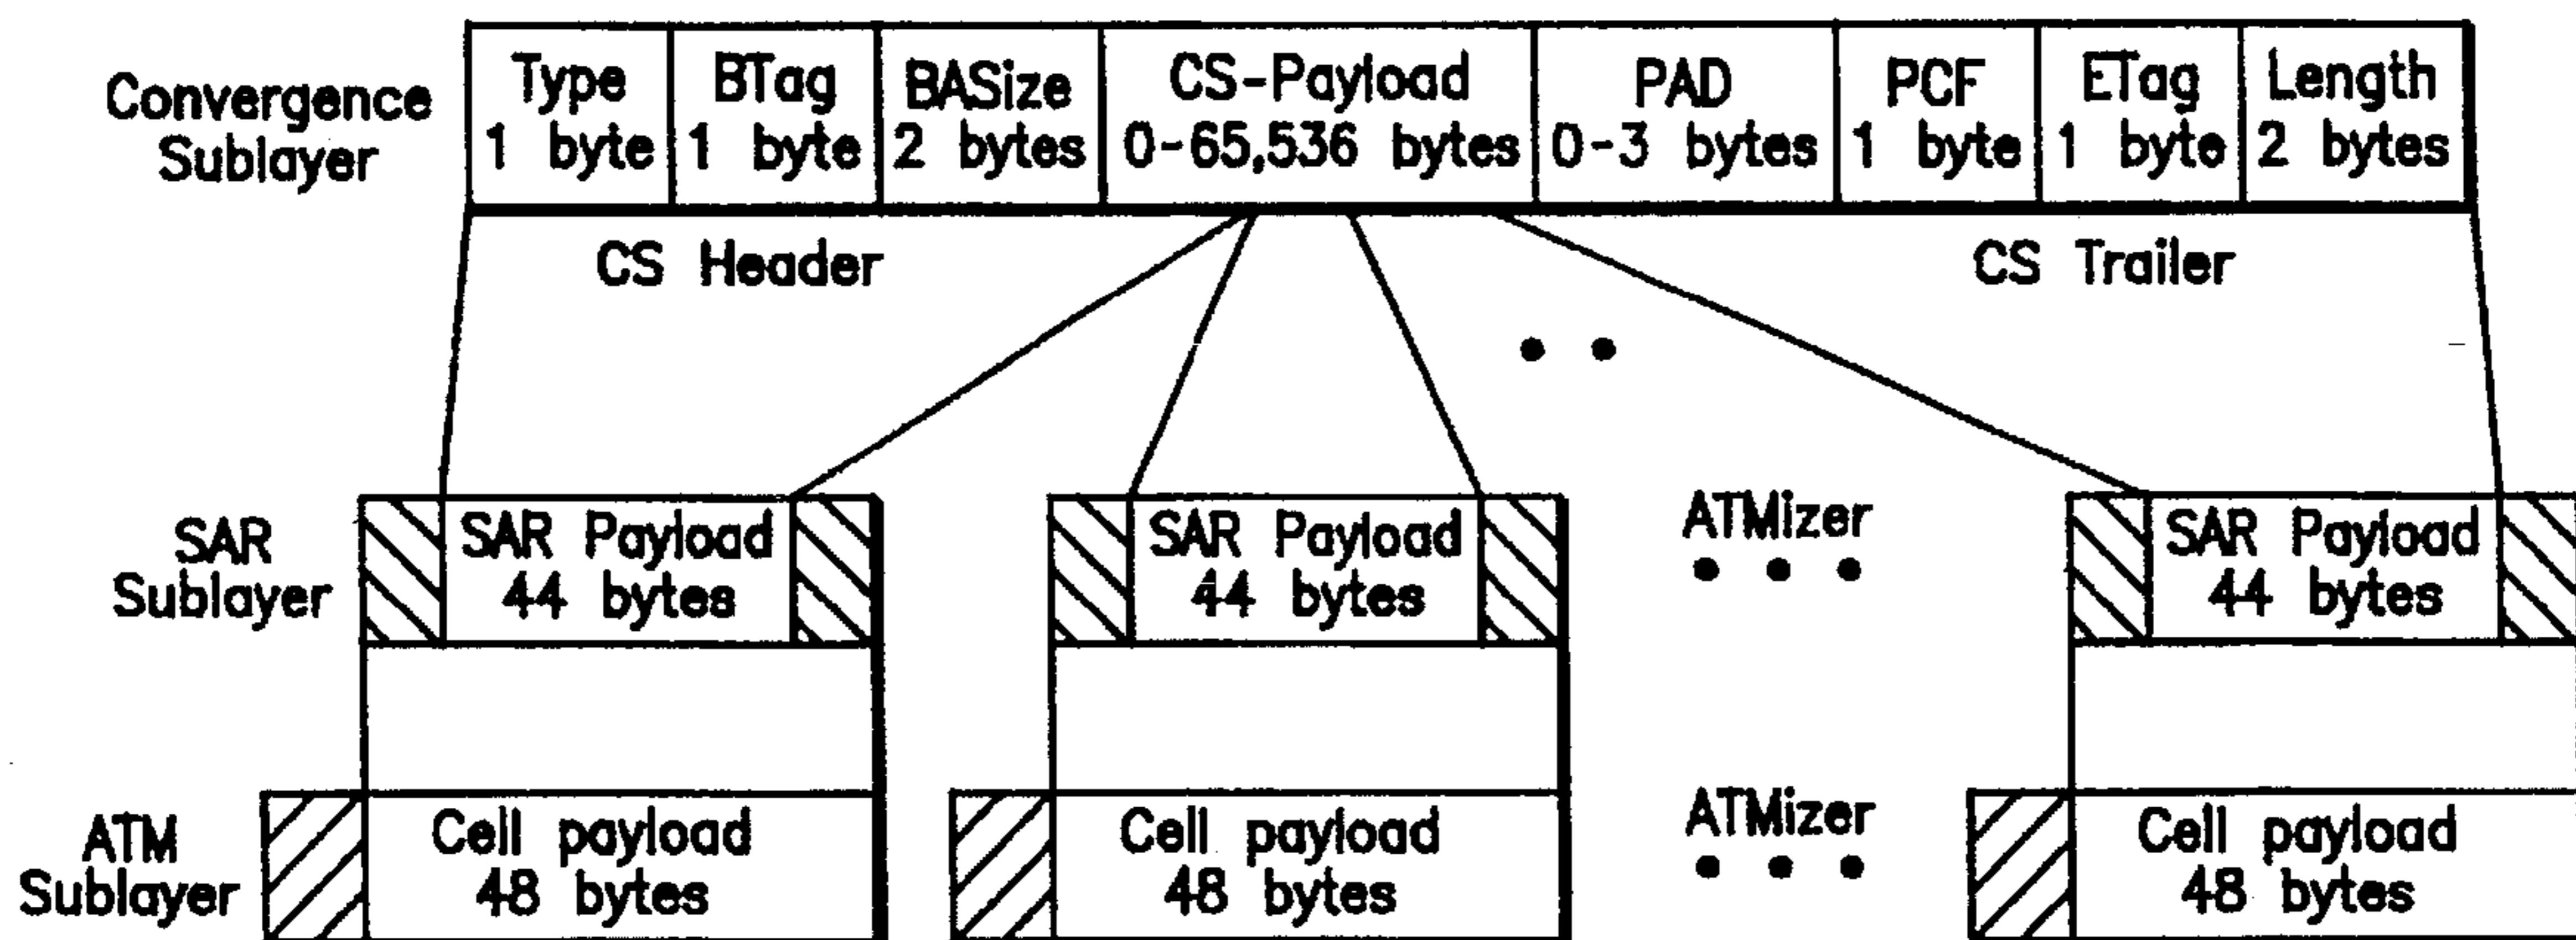 Convergence
Sublayer
Type
1 byte
BTag
1 byte
BASize
2 bytes
CS-Payload
0-65,536 bytes
PAD
0-3 bytes
PCF
1 byte
ETag
1 byte
Length
2 bytes
CS Header
CS Trailer
SAR
Sublayer
SAR Payload
44 bytes
SAR Payload
44 bytes
ATMizer
SAR Payload
44 bytes
ATM
Sublayer
Cell payload
48 bytes
Cell payload
48 bytes
ATMizer
Cell payload
48 bytes